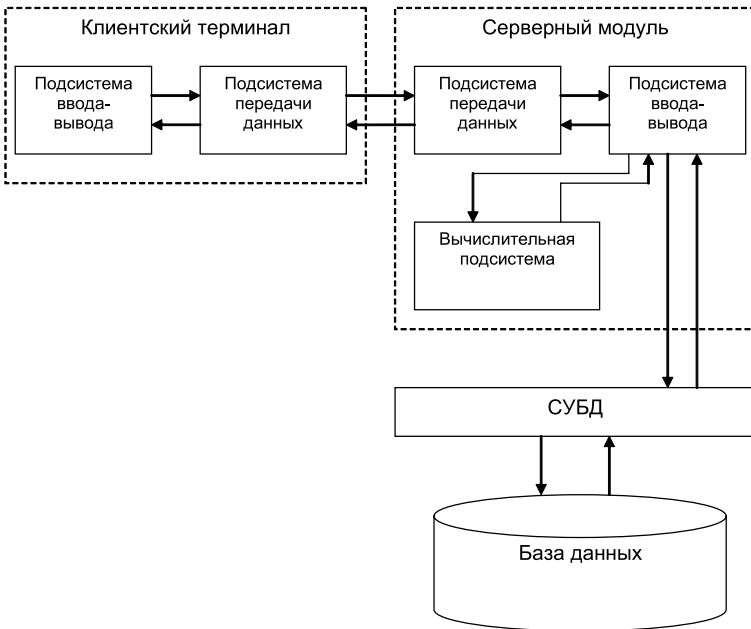 Клиентский терминал
Серверный модуль
Подсистема
ввода-
вывода
Подсистема
передачи
данных
Подсистема
передачи
данных
Подсистема
ввода-
вывода
Вычислительная
подсистема
СУБД
База данных